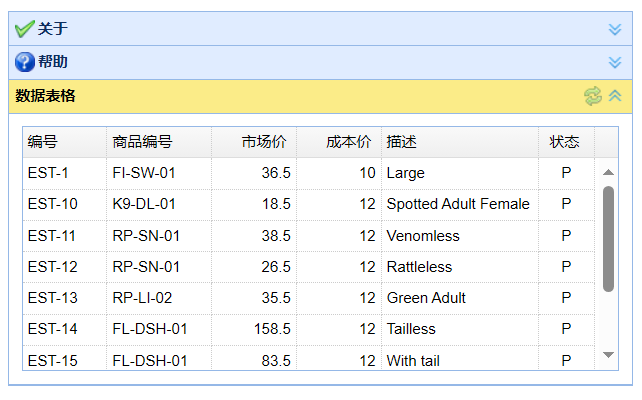 关于
帮助
数据表格
编号 商品编号 市场价 成本价 描述 状态
EST-1 FI-SW-01 36.5 10 Large P
EST-10 K9-DL-01 18.5 12 Spotted Adult Female P
EST-11 RP-SN-01 38.5 12 Venomless P
EST-12 RP-SN-01 26.5 12 Rattleless P
EST-13 RP-LI-02 35.5 12 Green Adult P
EST-14 FL-DSH-01 158.5 12 Tailless P
EST-15 FL-DSH-01 83.5 12 With tail P